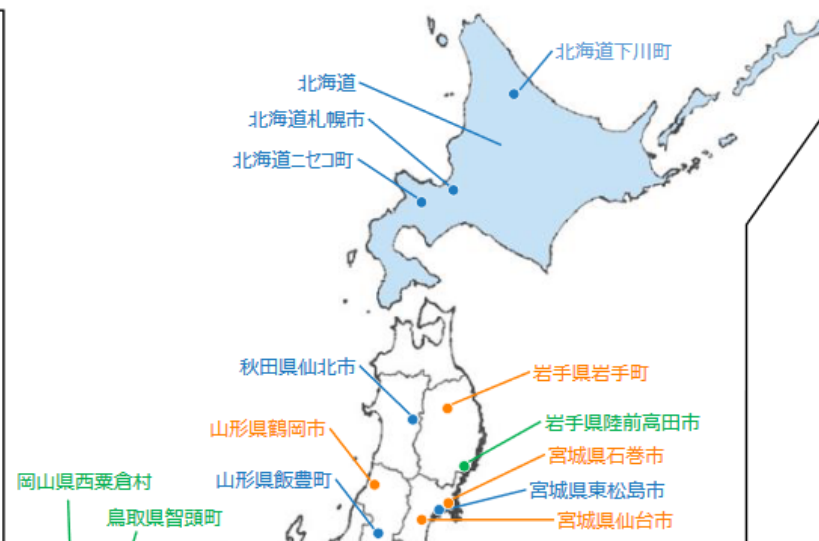 北海道下川町
北海道
北海道札幌市
北海道ニセコ町
秋田県仙北市
岩手県岩手町
岩手県陸前高田市
山形県鶴岡市
宮城県石巻市
岡山県西粟倉村
山形県飯豊町
宮城県東松島市
鳥取県智頭町
宮城県仙台市